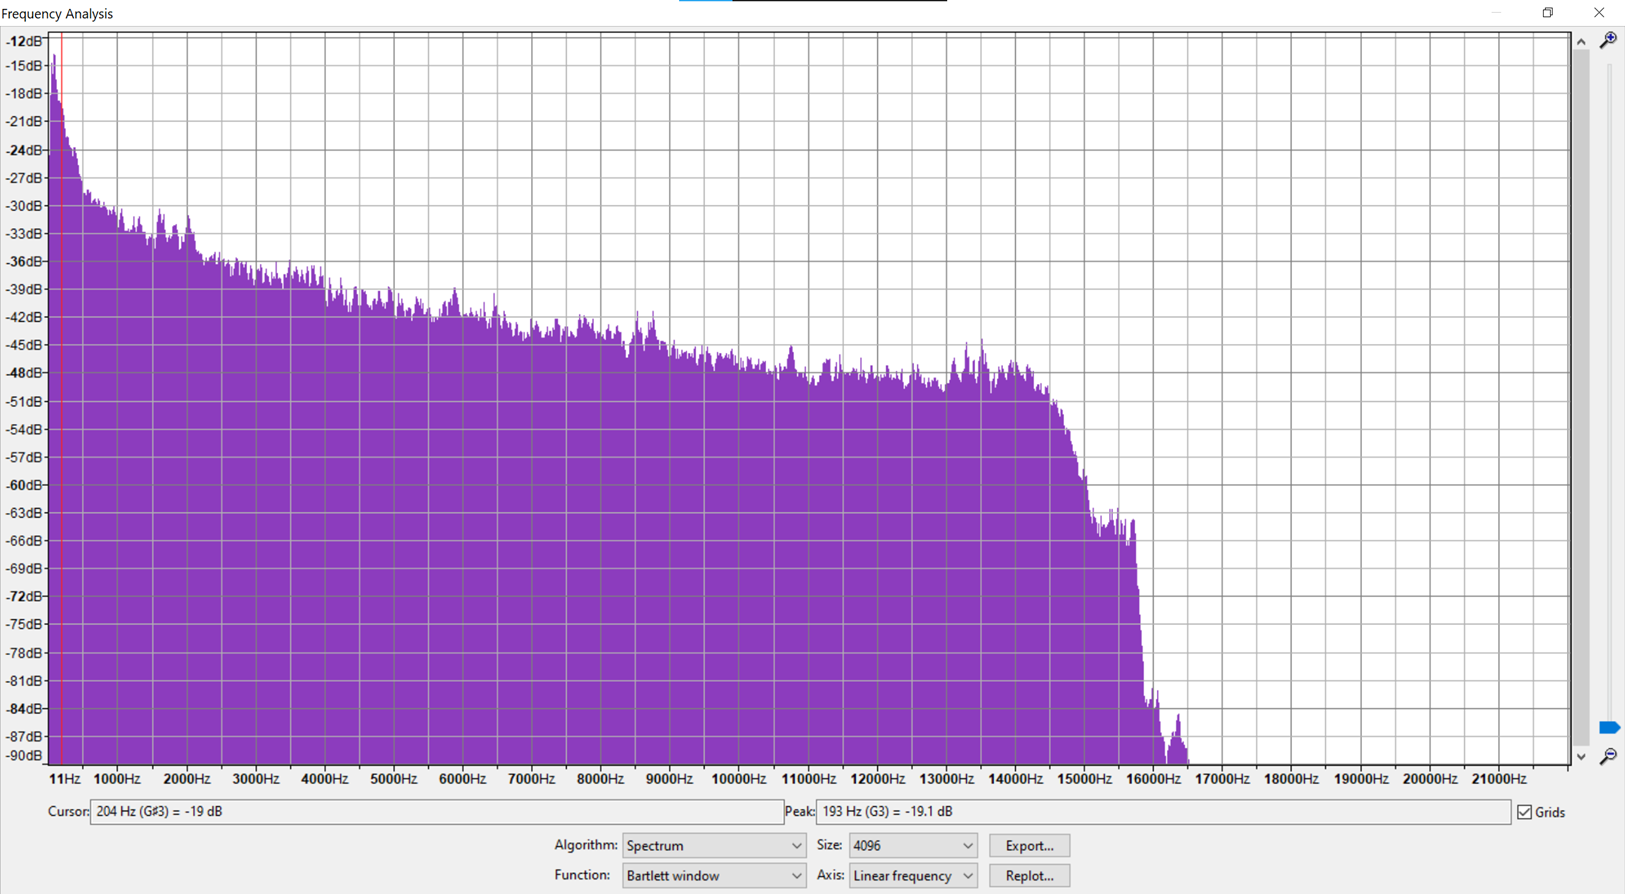 Frequency Analysis
-12dB
-15dB
-18dB
-21dB
-24dB
-27dB
-30dB
-33dB
-36dB
-39dB
-42dB
-45dB
-48dB
-51dB
-54dB
-57dB
-60dB
-63dB
-66dB
-69dB
-72dB
-75dB
-78dB
-81dB
-84dB
-87dB
-90dB
11Hz 1000Hz 2000Hz 3000Hz 4000Hz 5000Hz 6000Hz 7000Hz 8000Hz 9000Hz 10000Hz 11000Hz 12000Hz 13000Hz 14000Hz 15000Hz 16000Hz 17000Hz 18000Hz 19000Hz 20000Hz 21000Hz
Cursor: 204 Hz (G♯3) = -19 dB Peak: 193 Hz (G3) = -19.1 dB Grids
Algorithm: Spectrum Size: 4096 Export...
Function: Bartlett window Axis: Linear frequency Replot...